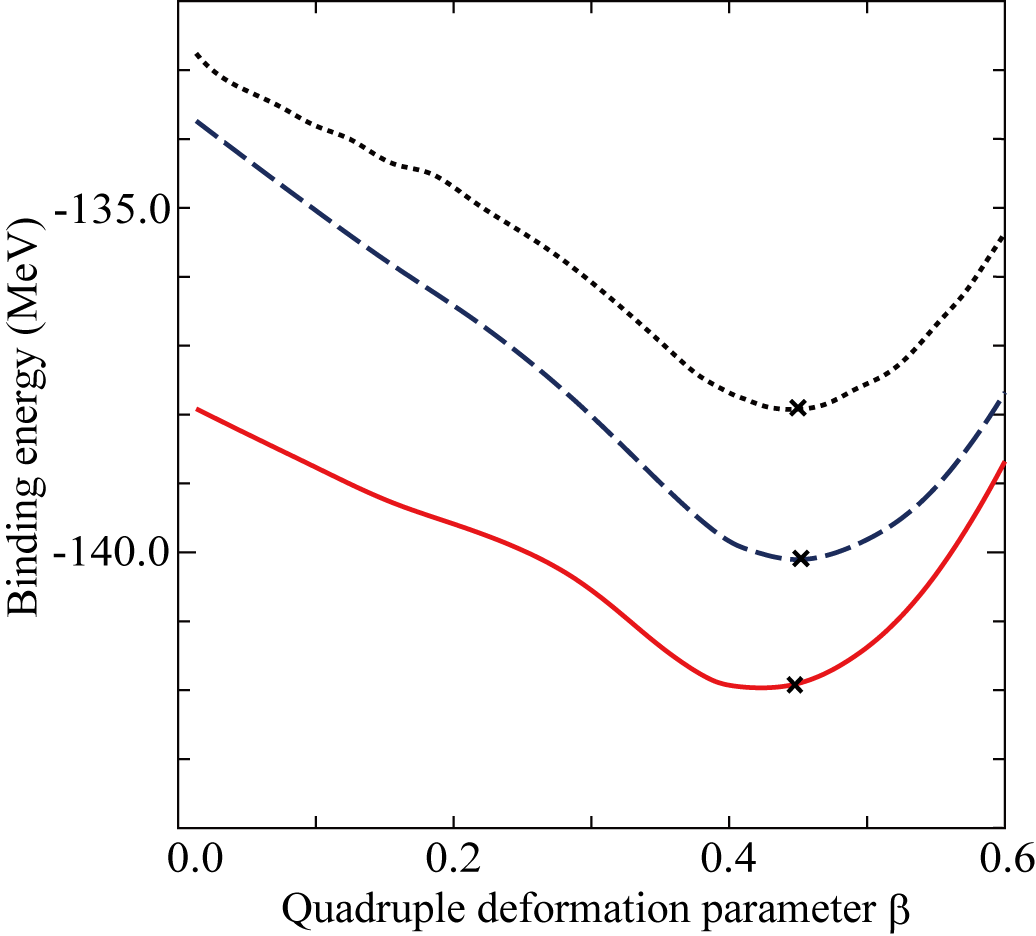 Binding energy (MeV)
-135.0
-140.0
0.0 0.2 0.4 0.6
Quadruple deformation parameter β